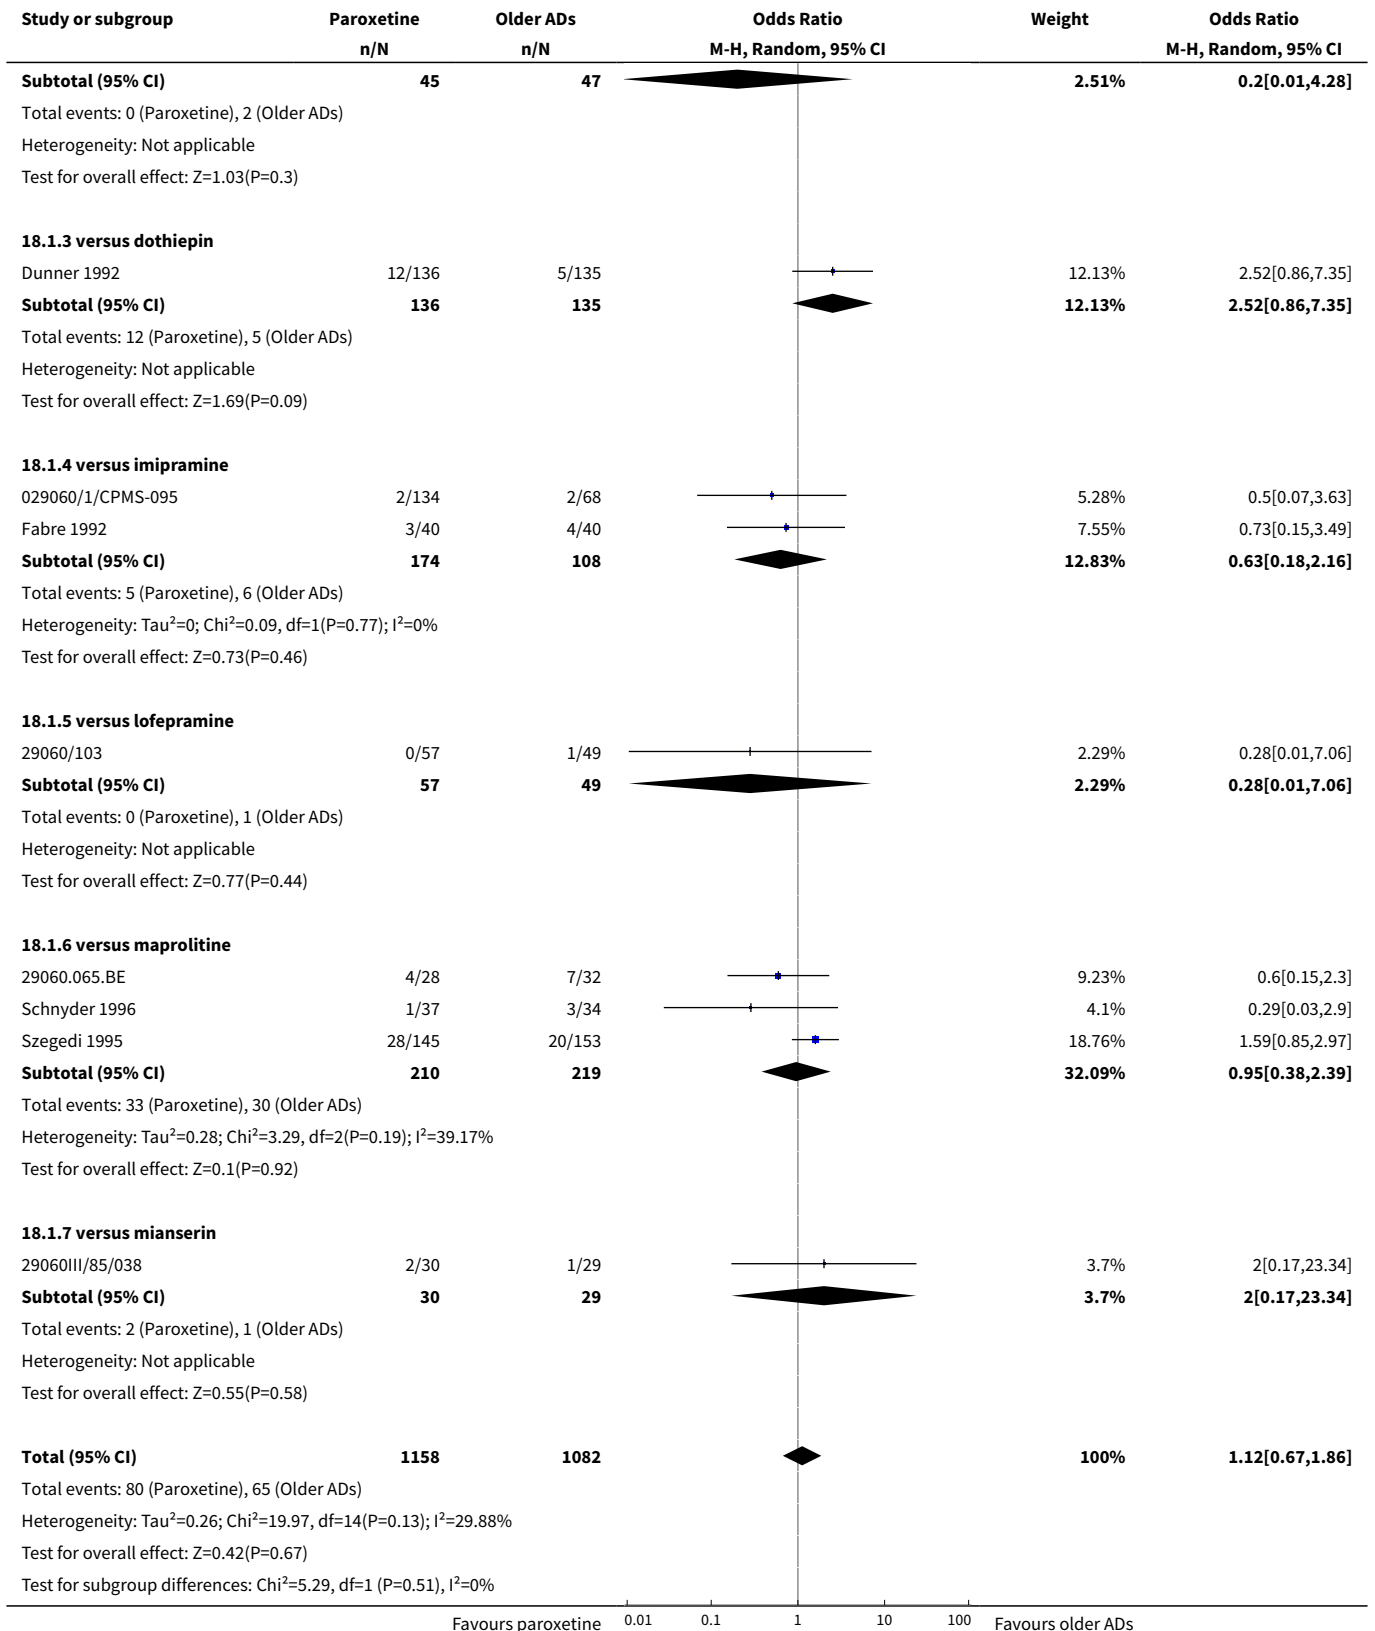 Study or subgroup Paroxetine Older ADs Odds Ratio Weight Odds Ratio
n/N n/N M-H, Random, 95% CI M-H, Random, 95% CI
Subtotal (95% CI) 45 47 2.51% 0.2[0.01,4.28]
Total events: 0 (Paroxetine), 2 (Older ADs)
Heterogeneity: Not applicable
Test for overall effect: Z=1.03(P=0.3)
18.1.3 versus dothiepin
Dunner 1992 12/136 5/135 12.13% 2.52[0.86,7.35]
Subtotal (95% CI) 136 135 12.13% 2.52[0.86,7.35]
Total events: 12 (Paroxetine), 5 (Older ADs)
Heterogeneity: Not applicable
Test for overall effect: Z=1.69(P=0.09)
18.1.4 versus imipramine
029060/1/CPMS-095 2/134 2/68 5.28% 0.5[0.07,3.63]
Fabre 1992 3/40 4/40 7.55% 0.73[0.15,3.49]
Subtotal (95% CI) 174 108 12.83% 0.63[0.18,2.16]
Total events: 5 (Paroxetine), 6 (Older ADs)
Heterogeneity: Tau²=0; Chi²=0.09, df=1(P=0.77); I²=0%
Test for overall effect: Z=0.73(P=0.46)
18.1.5 versus lofepramine
29060/103 0/57 1/49 2.29% 0.28[0.01,7.06]
Subtotal (95% CI) 57 49 2.29% 0.28[0.01,7.06]
Total events: 0 (Paroxetine), 1 (Older ADs)
Heterogeneity: Not applicable
Test for overall effect: Z=0.77(P=0.44)
18.1.6 versus maprolitine
29060.065.BE 4/28 7/32 9.23% 0.6[0.15,2.3]
Schnyder 1996 1/37 3/34 4.1% 0.29[0.03,2.9]
Szegedi 1995 28/145 20/153 18.76% 1.59[0.85,2.97]
Subtotal (95% CI) 210 219 32.09% 0.95[0.38,2.39]
Total events: 33 (Paroxetine), 30 (Older ADs)
Heterogeneity: Tau²=0.28; Chi²=3.29, df=2(P=0.19); I²=39.17%
Test for overall effect: Z=0.1(P=0.92)
18.1.7 versus mianserin
29060III/85/038 2/30 1/29 3.7% 2[0.17,23.34]
Subtotal (95% CI) 30 29 3.7% 2[0.17,23.34]
Total events: 2 (Paroxetine), 1 (Older ADs)
Heterogeneity: Not applicable
Test for overall effect: Z=0.55(P=0.58)
Total (95% CI) 1158 1082 100% 1.12[0.67,1.86]
Total events: 80 (Paroxetine), 65 (Older ADs)
Heterogeneity: Tau²=0.26; Chi²=19.97, df=14(P=0.13); I²=29.88%
Test for overall effect: Z=0.42(P=0.67)
Test for subgroup differences: Chi²=5.29, df=1 (P=0.51), I²=0%
Favours paroxetine 0.01 0.1 1 10 100 Favours older ADs